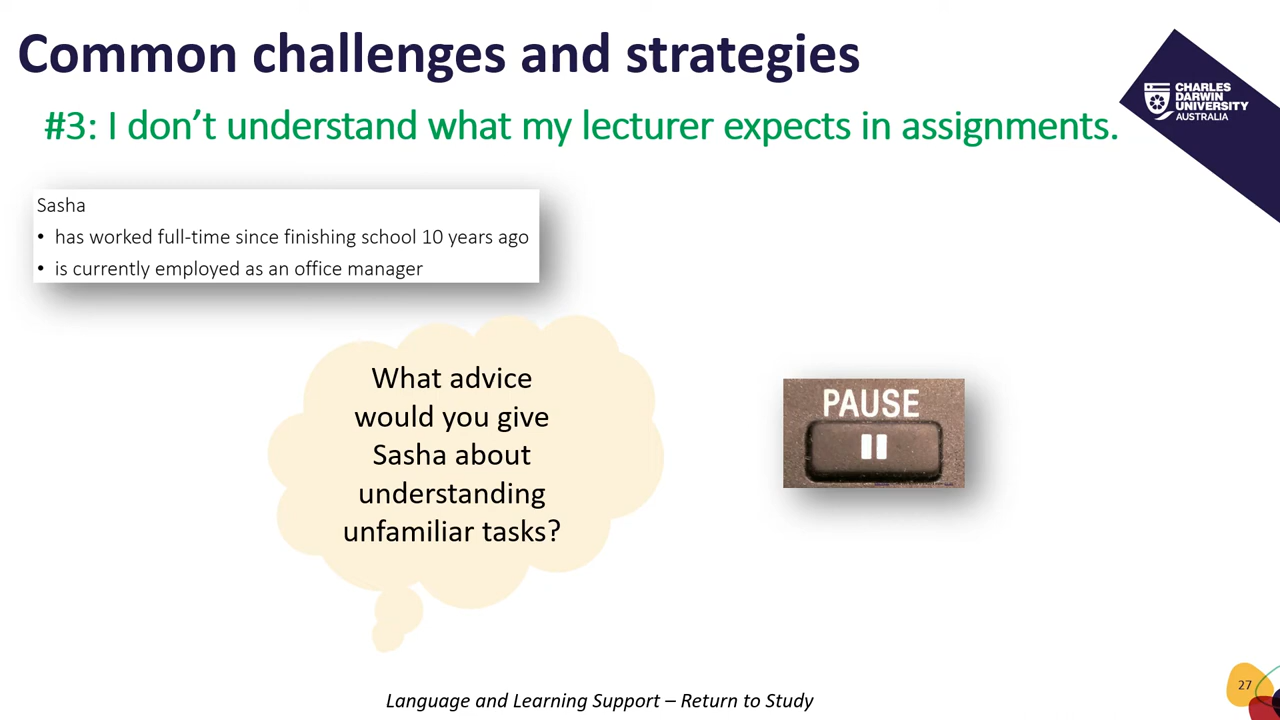 Common challenges and strategies
#3: I don’t understand what my lecturer expects in assignments.
CHARLES
DARWIN
UNIVERSITY
AUSTRALIA
Sasha
• has worked full-time since finishing school 10 years ago
• is currently employed as an office manager
What advice
would you give
Sasha about
understanding
unfamiliar tasks?
PAUSE
Language and Learning Support – Return to Study
27